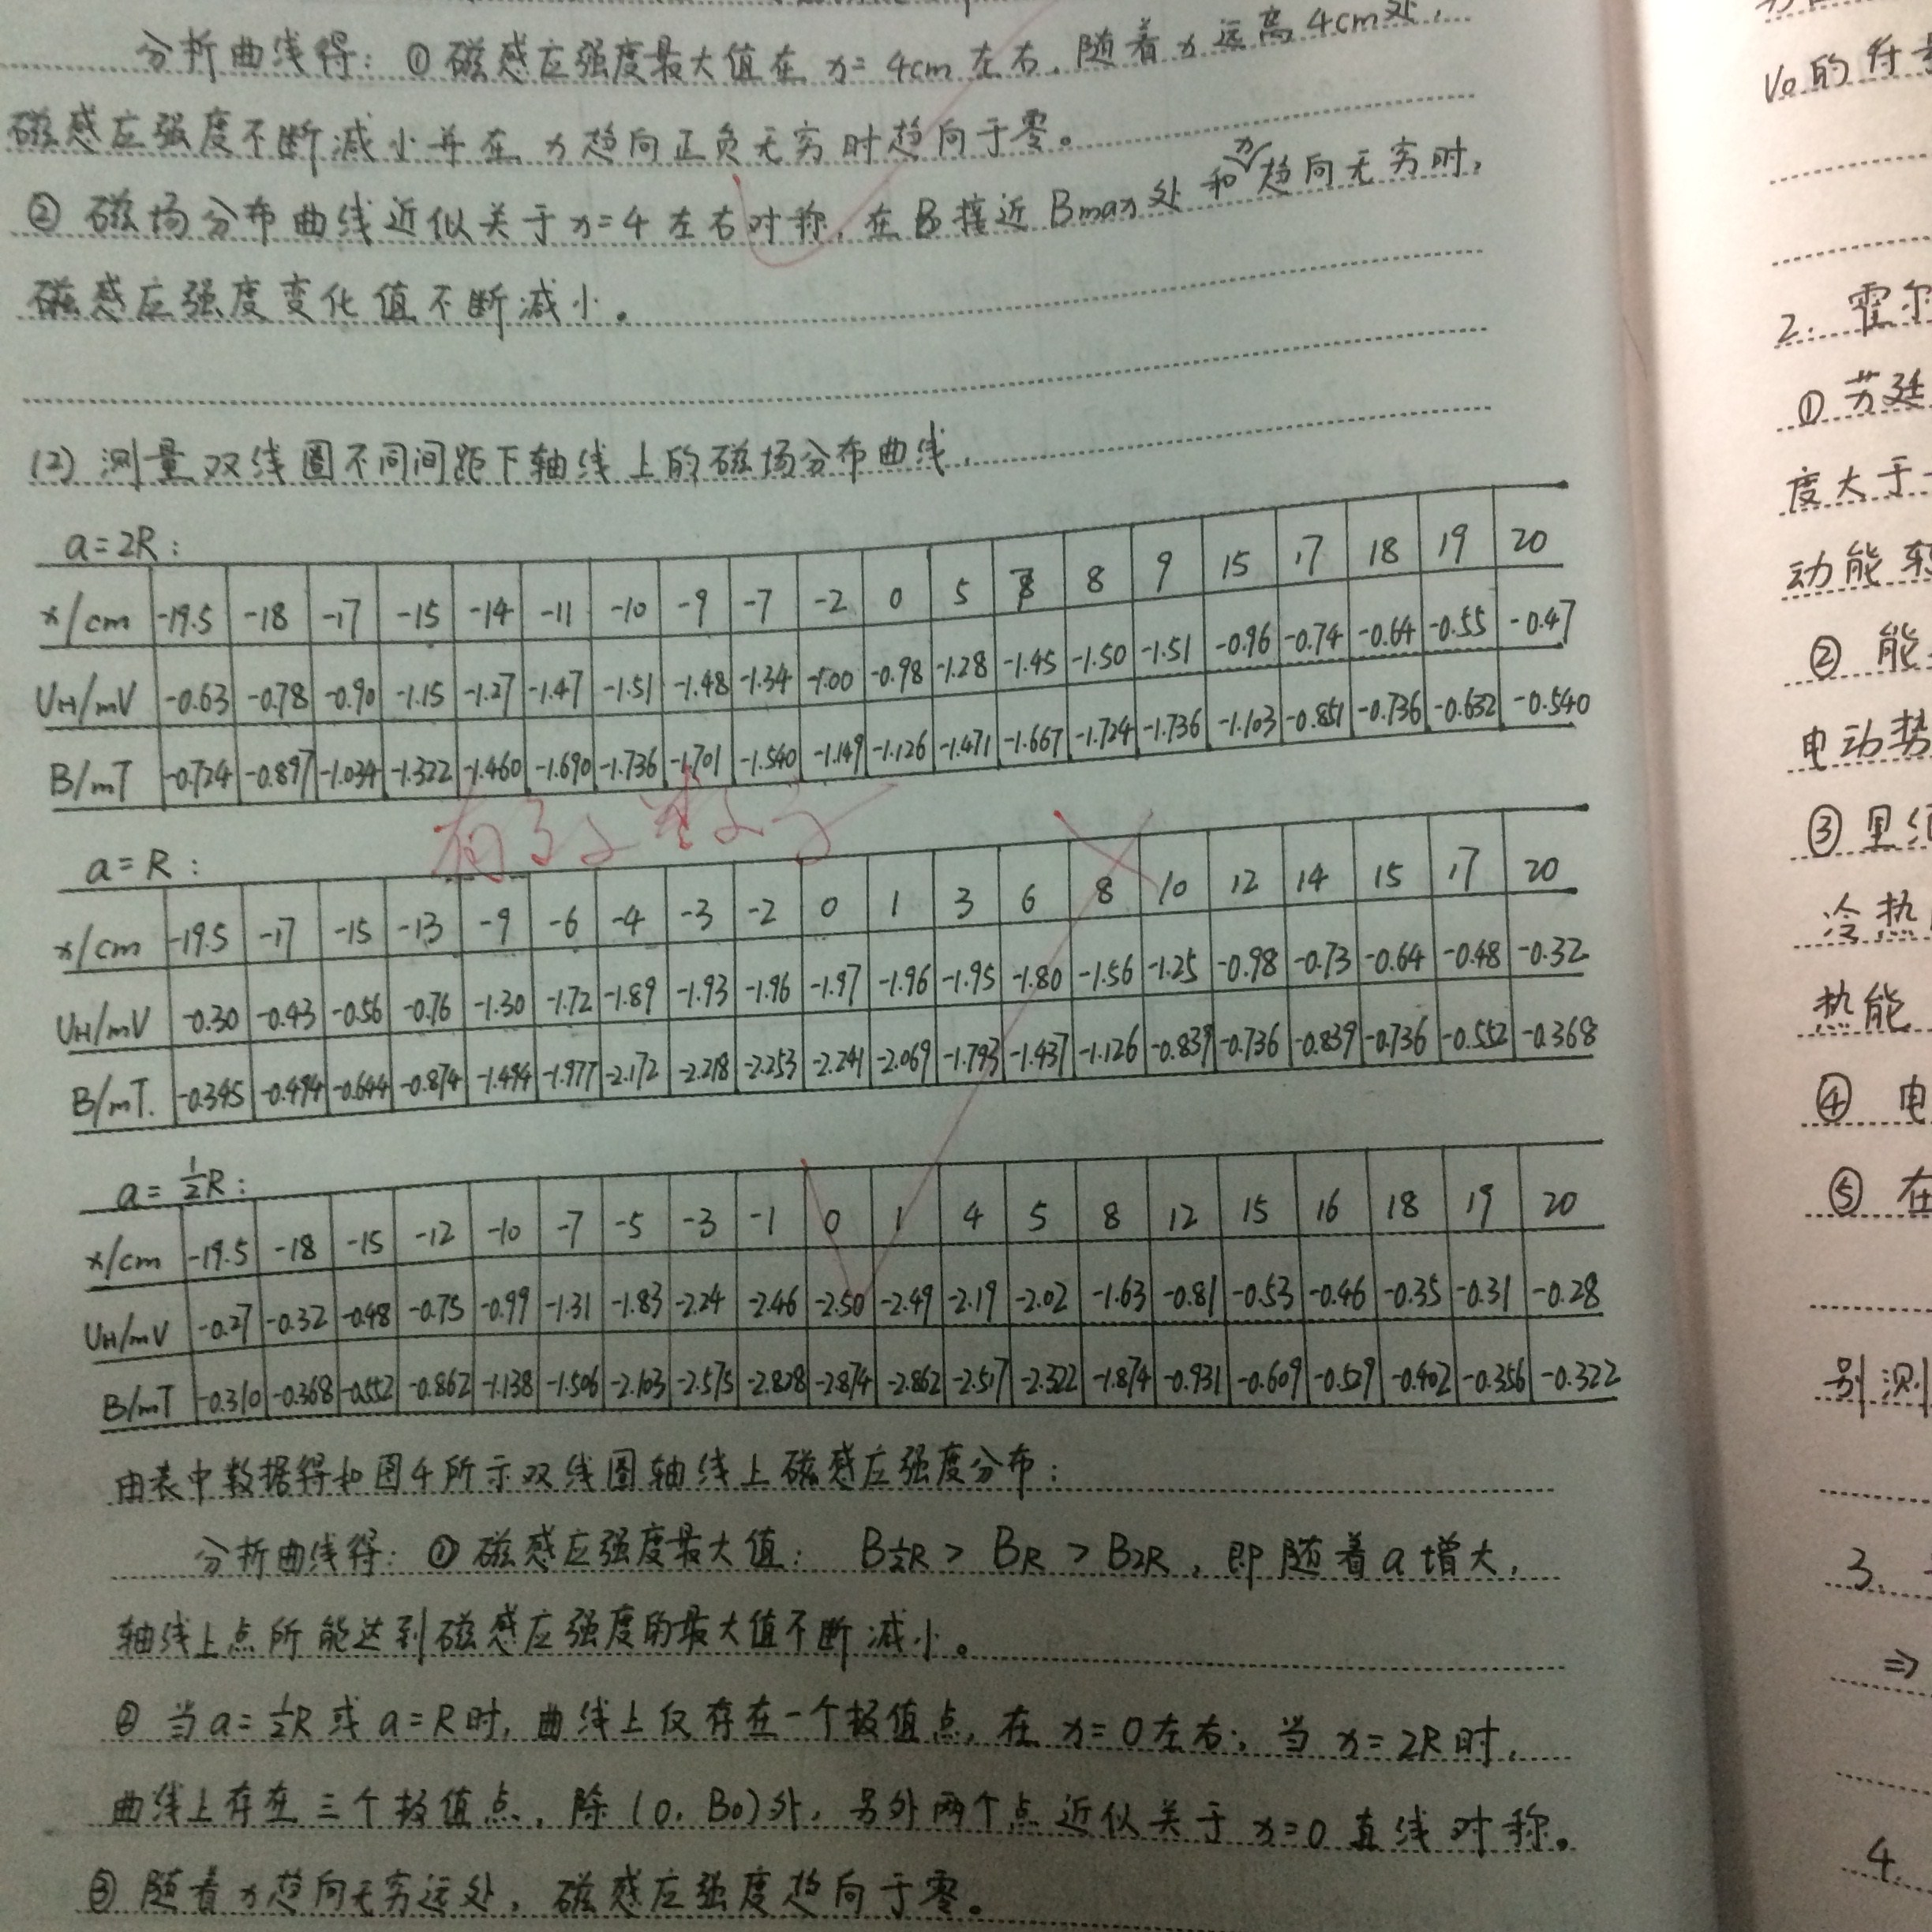 分析曲线得：① 磁感应强度最大值在 x=4cm 左右，随着 x 远离 4cm 处，
磁感应强度不断减小并在 x 趋向正负无穷时趋向于零。
② 磁场分布曲线近似关于 x=4 左右对称，在 B 接近 Bmax 处 和 x 趋向无穷时，
磁感应强度变化值不断减小。
(2) 测量双线圈不同间距下轴线上的磁场分布曲线.
a=2R：
x/cm -19.5 -18 -17 -15 -14 -11 -10 -9 -7 -2 0 5 8 9 15 17 18 19 20
UH/mV -0.63 -0.78 -0.90 -1.15 -1.27 -1.47 -1.51 -1.48 -1.34 -1.00 -0.98 -1.28 -1.45 -1.50 -1.51 -0.96 -0.74 -0.64 -0.55 -0.47
B/mT -0.724 -0.897 -1.034 -1.322 -1.460 -1.690 -1.736 -1.701 -1.540 -1.149 -1.126 -1.471 -1.667 -1.724 -1.736 -1.103 -0.851 -0.736 -0.632 -0.540
a=R：
x/cm -19.5 -17 -15 -13 -9 -6 -4 -3 -2 0 1 3 6 8 10 12 14 15 17 20
UH/mV -0.30 -0.43 -0.56 -0.76 -1.30 -1.72 -1.89 -1.93 -1.96 -1.97 -1.96 -1.95 -1.80 -1.56 -1.25 -0.98 -0.73 -0.64 -0.48 -0.32
B/mT. -0.345 -0.494 -0.644 -0.874 -1.494 -1.977 -2.172 -2.218 -2.253 -2.241 -2.069 -1.793 -1.437 -1.126 -0.839 -0.736 -0.839 -0.736 -0.552 -0.368
a=½R：
x/cm -19.5 -18 -15 -12 -10 -7 -5 -3 -1 0 1 4 5 8 12 15 16 18 19 20
UH/mV -0.27 -0.32 -0.48 -0.75 -0.99 -1.31 -1.83 -2.24 -2.46 -2.50 -2.49 -2.19 -2.02 -1.63 -0.81 -0.53 -0.46 -0.35 -0.31 -0.28
B/mT -0.310 -0.368 -0.552 -0.862 -1.138 -1.506 -2.103 -2.575 -2.828 -2.874 -2.862 -2.517 -2.322 -1.874 -0.931 -0.609 -0.529 -0.402 -0.356 -0.322
由表中数据得如图4所示双线圈轴线上磁感应强度分布：
分析曲线得：① 磁感应强度最大值： B½R > BR > B2R，即随着 a 增大，
轴线上点所能达到磁感应强度的最大值不断减小。
② 当 a=½R 或 a=R 时，曲线上仅存在一个极值点，在 x=0 左右；当 x=2R 时，
曲线上存在三个极值点，除 (0, B0) 外，另外两个点近似关于 x=0 直线对称。
③ 随着 x 趋向无穷远处，磁感应强度趋向于零。
V0的符
2. 霍尔
①
度大于
动能
② 能
电动势
③
冷热
热能
④ 电
⑤ 在
别测
3.
⇒
4.